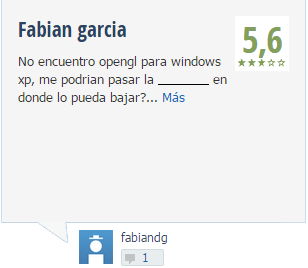 Fabian garcia
5,6
No encuentro opengl para windows
xp, me podrian pasar la ________ en
donde lo pueda bajar?... Más
fabiandg
1